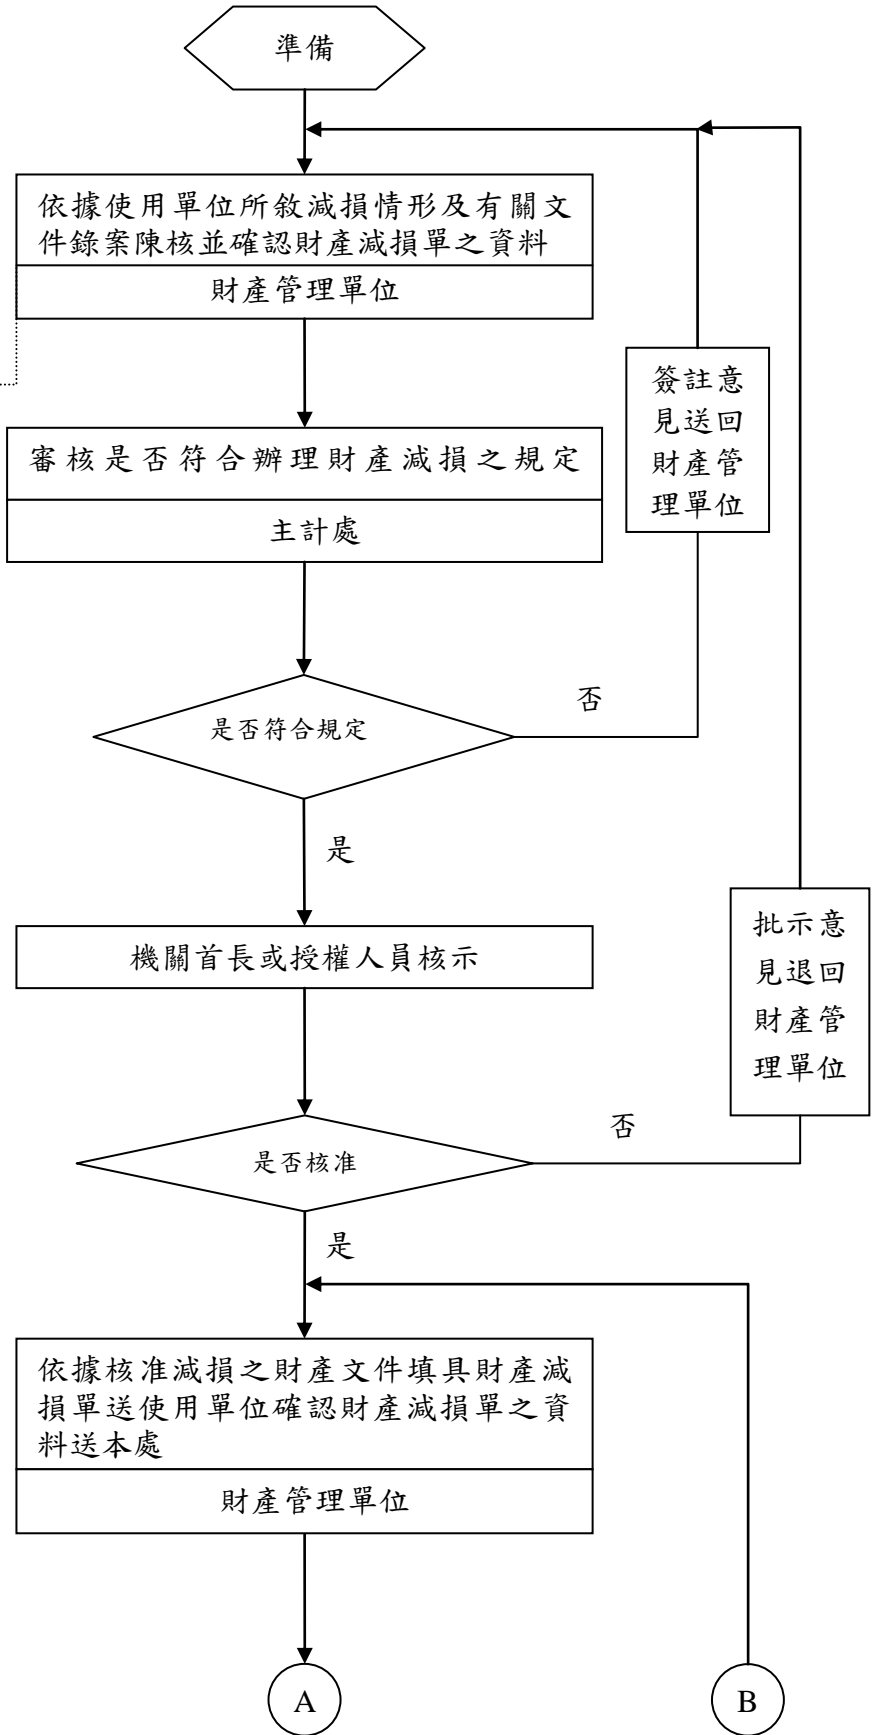 準備
依據使用單位所敘減損情形及有關文
件錄案陳核並確認財產減損單之資料
財產管理單位
簽註意
見送回
財產管理
單位
審核是否符合辦理財產減損之規定
主計處
是否符合規定
否
是
機關首長或授權人員核示
批示意
見退回
財產管
理單位
是否核准
否
是
依據核准減損之財產文件填具財產減
損單送使用單位確認財產減損單之資
料送本處
財產管理單位
A
B